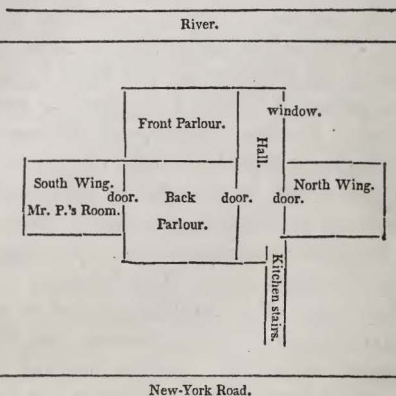 River.
window.
Front Parlour.
Hall.
South Wing.
door.
Back
door.
door.
North Wing.
Mr. P.'s Room.
Parlour.
Kitchen stairs.
New-York Road.